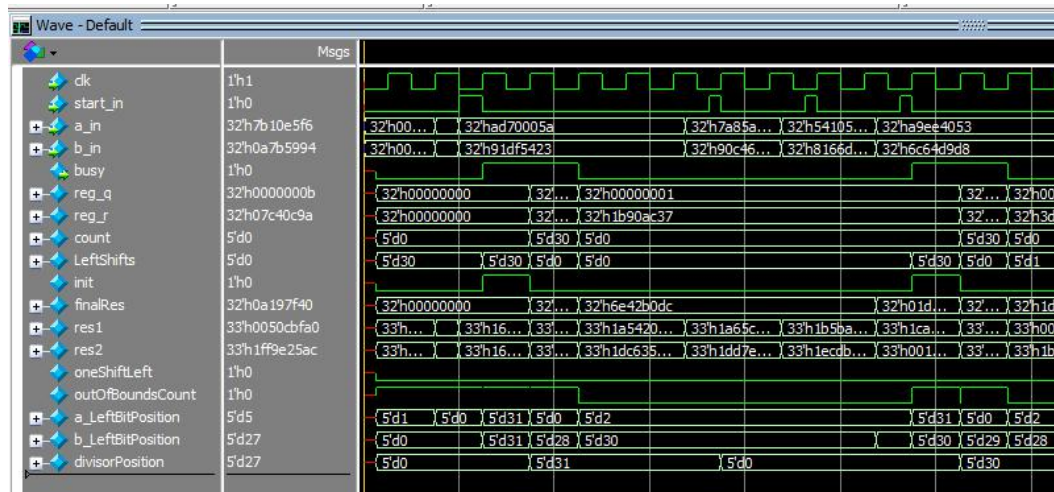 Wave - Default
Msgs
clk 1'h1
start_in 1'h0
a_in 32'h7b10e5f6 32'h00... 32'had70005a 32'h7a85a... 32'h54105... 32'ha9ee4053
b_in 32'h0a7b5994 32'h00... 32'h91df5423 32'h90c46... 32'h8166d... 32'h6c64d9d8
busy 1'h0
reg_q 32'h0000000b 32'h00000000 32'... 32'h00000001 32'... 32'h00
reg_r 32'h07c40c9a 32'h00000000 32'... 32'h1b90ac37 32'... 32'h3d
count 5'd0 5'd0 5'd30 5'd0 5'd30 5'd0
LeftShifts 5'd0 5'd30 5'd30 5'd0 5'd0 5'd30 5'd0 5'd1
init 1'h0
finalRes 32'h0a197f40 32'h00000000 32'... 32'h6e42b0dc 32'h01d... 32'... 32'h1d
res1 33'h0050cbfa0 33'h... 33'h16... 33'... 33'h1a5420... 33'h1a65c... 33'h1b5ba... 33'h1ca... 33'... 33'h00
res2 33'h1ff9e25ac 33'h... 33'h16... 33'... 33'h1dc635... 33'h1dd7e... 33'h1ecdb... 33'h001... 33'... 33'h1b
oneShiftLeft 1'h0
outOfBoundsCount 1'h0
a_LeftBitPosition 5'd5 5'd1 5'd0 5'd31 5'd0 5'd2 5'd31 5'd0 5'd2
b_LeftBitPosition 5'd27 5'd0 5'd31 5'd28 5'd30 5'd30 5'd29 5'd28
divisorPosition 5'd27 5'd0 5'd31 5'd0 5'd30